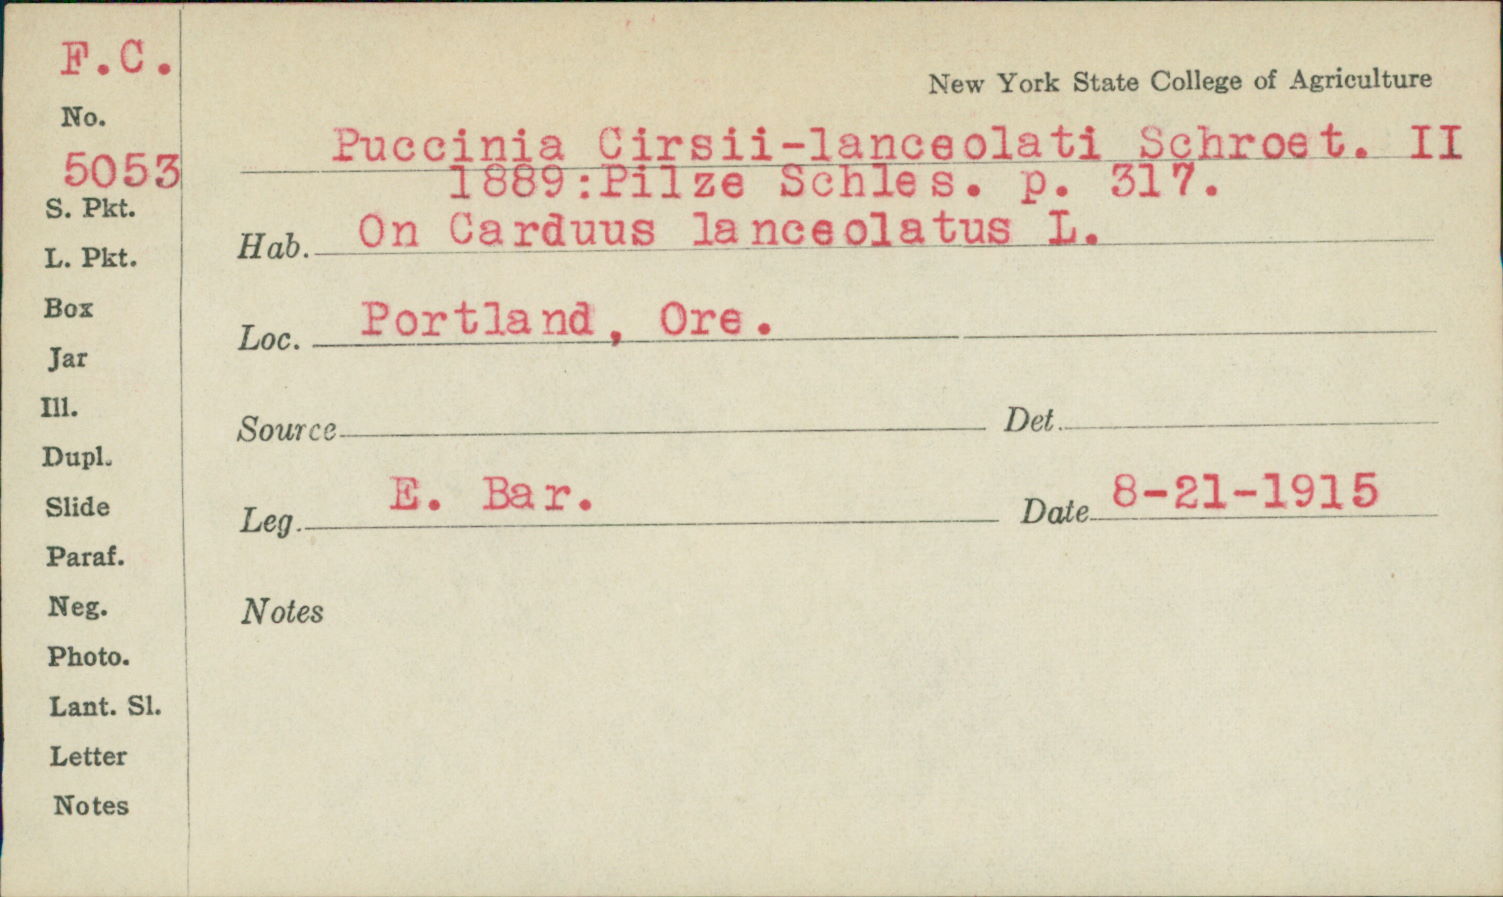 F.C.
New York State College of Agriculture
No.
5053
Puccinia Cirsii-lanceolati Schroet. II
1889:Pilze Schles. p. 317.
S. Pkt.
Hab. On Carduus lanceolatus L.
L. Pkt.
Box
Loc. Portland, Ore.
Jar
Ill.
Source Det.
Dupl.
Slide
Leg. E. Bar. Date 8-21-1915
Paraf.
Neg.
Notes
Photo.
Lant. Sl.
Letter
Notes